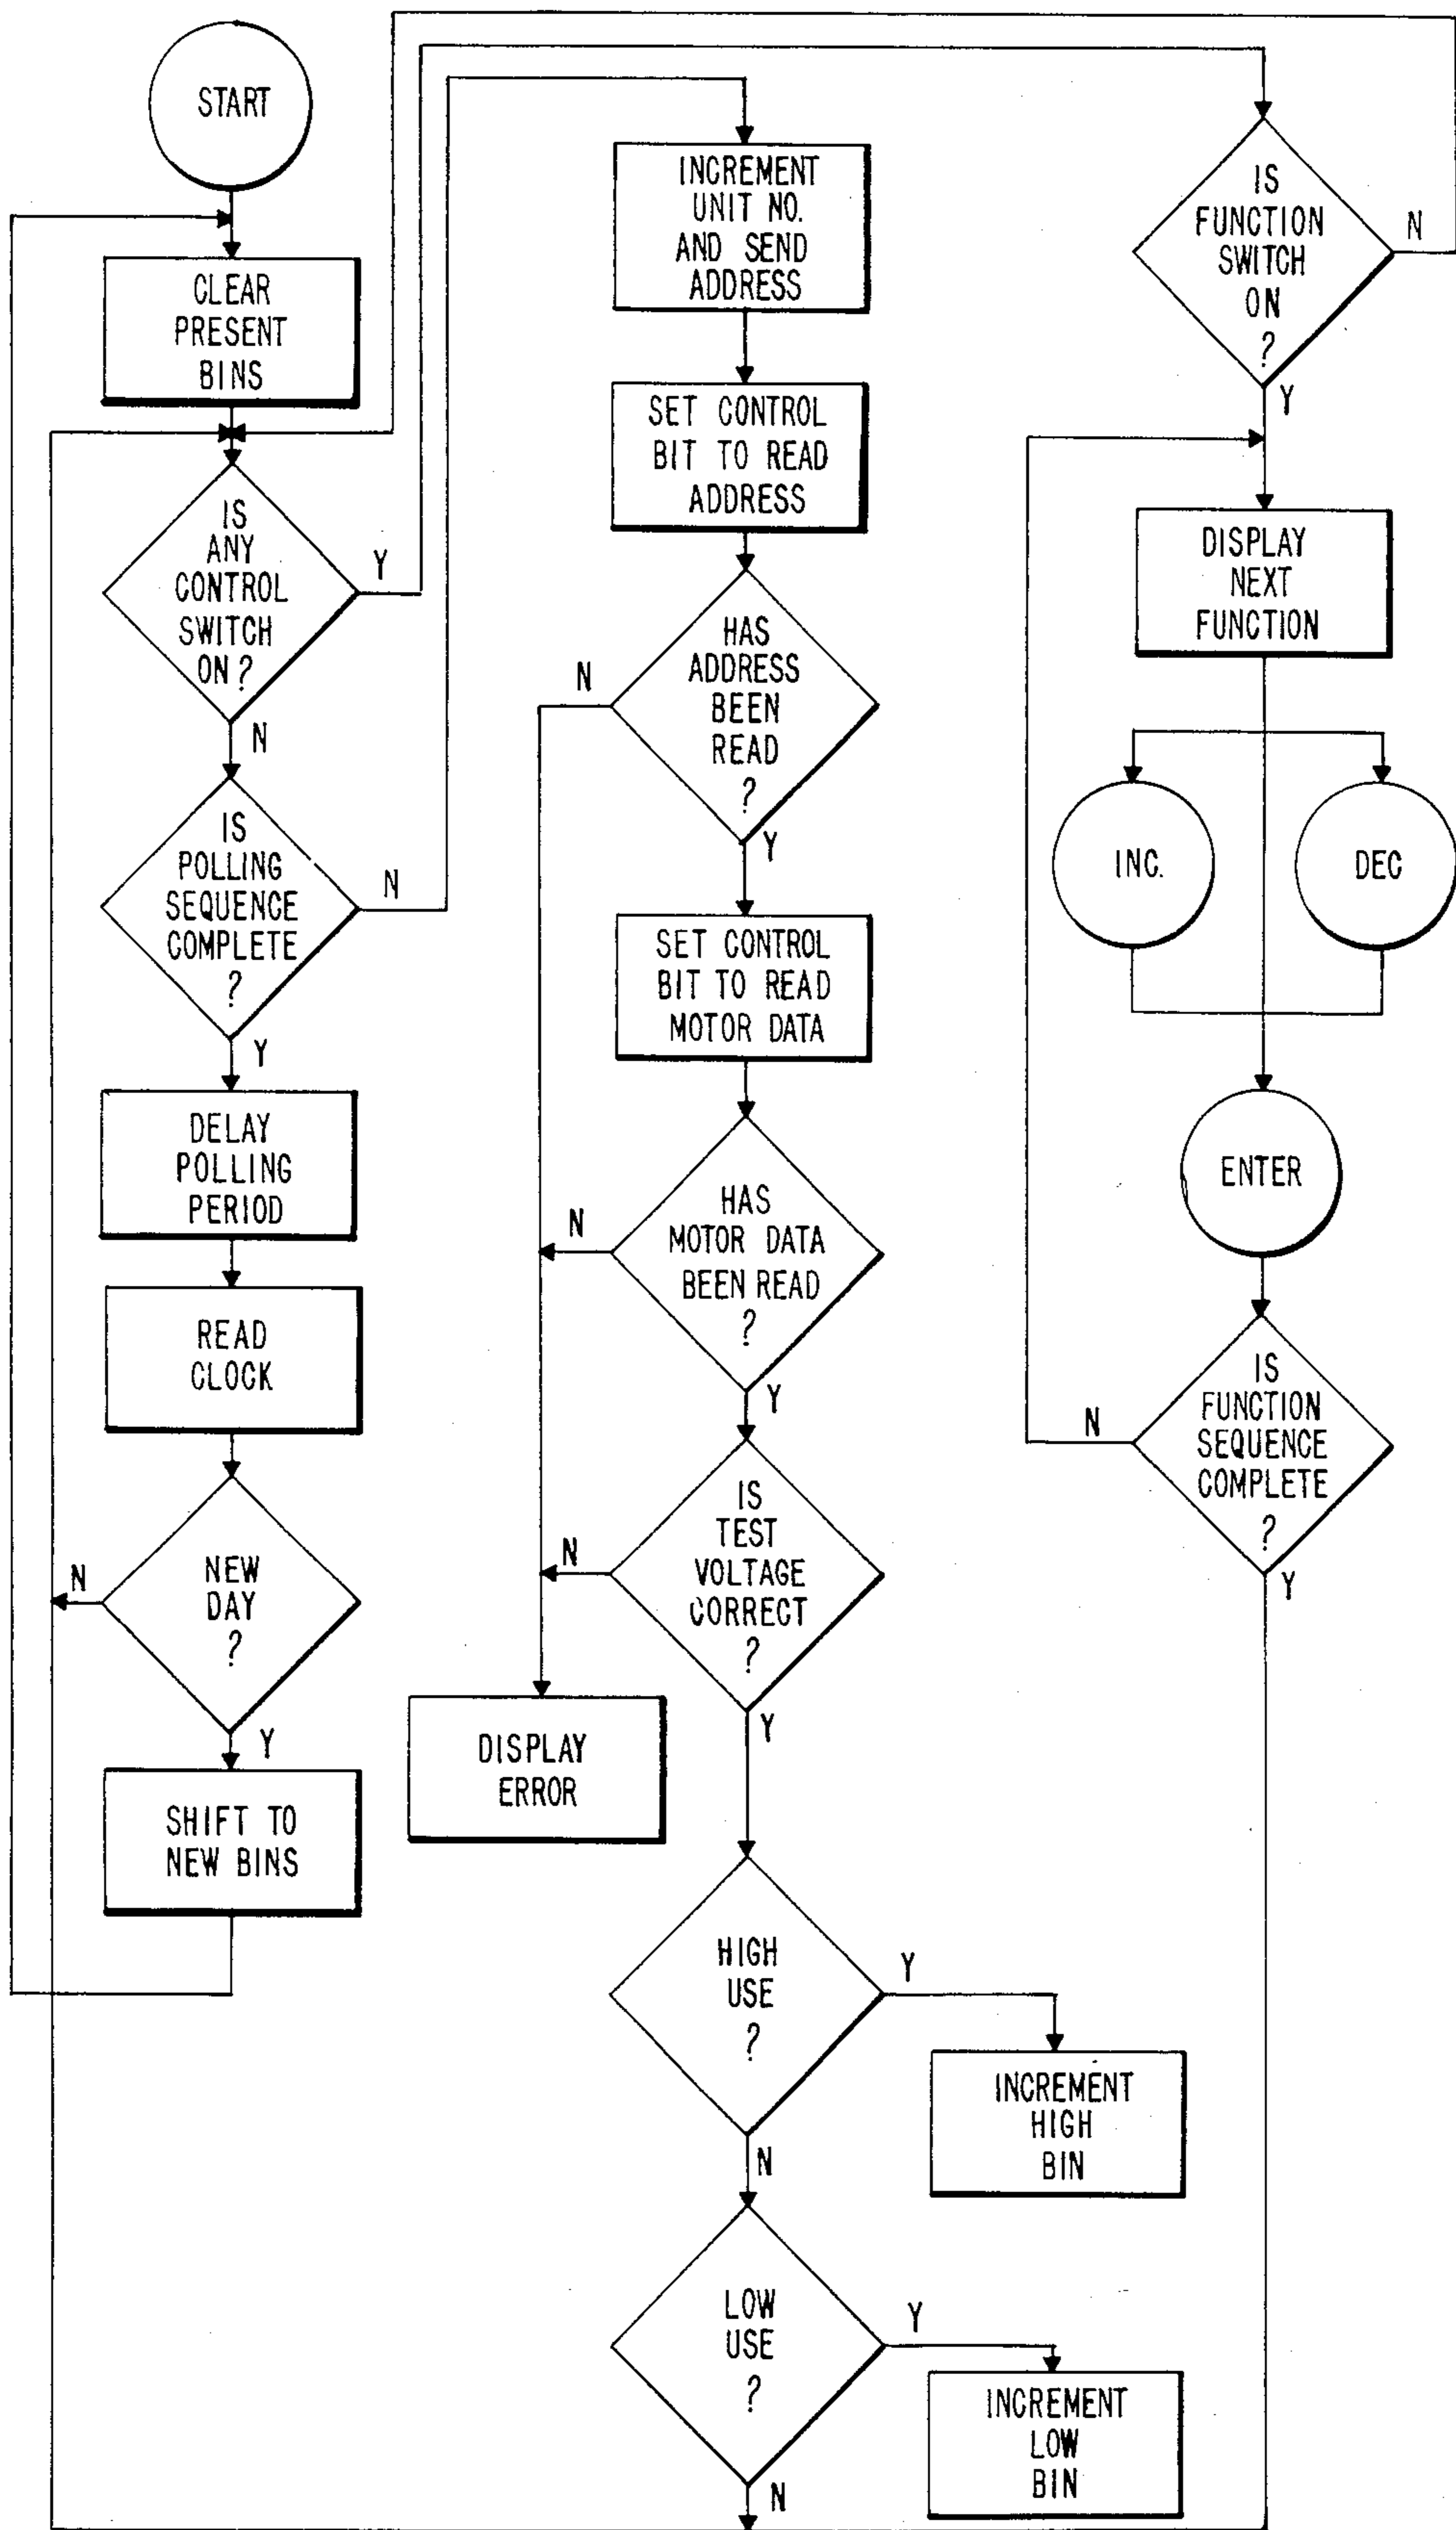 START
CLEAR
PRESENT
BINS
IS
ANY
CONTROL
SWITCH
ON?
Y
N
IS
POLLING
SEQUENCE
COMPLETE
?
N
Y
DELAY
POLLING
PERIOD
READ
CLOCK
NEW
DAY
?
N
Y
SHIFT TO
NEW BINS
INCREMENT
UNIT NO.
AND SEND
ADDRESS
SET CONTROL
BIT TO READ
ADDRESS
HAS
ADDRESS
BEEN
READ
?
N
Y
SET CONTROL
BIT TO READ
MOTOR DATA
HAS
MOTOR DATA
BEEN READ
?
N
Y
IS
TEST
VOLTAGE
CORRECT
?
N
Y
DISPLAY
ERROR
HIGH
USE
?
Y
N
INCREMENT
HIGH
BIN
LOW
USE
?
Y
N
INCREMENT
LOW
BIN
IS
FUNCTION
SWITCH
ON
?
N
Y
DISPLAY
NEXT
FUNCTION
INC.
DEC
ENTER
IS
FUNCTION
SEQUENCE
COMPLETE
?
N
Y